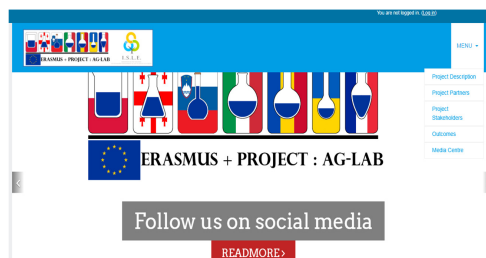 You are not logged in. (Log in)
ERASMUS + PROJECT : AG-LAB
MENU
Project Description
Project Partners
Project
Stakeholders
Outcomes
Media Centre
ERASMUS + PROJECT : AG-LAB
Follow us on social media
READMORE>